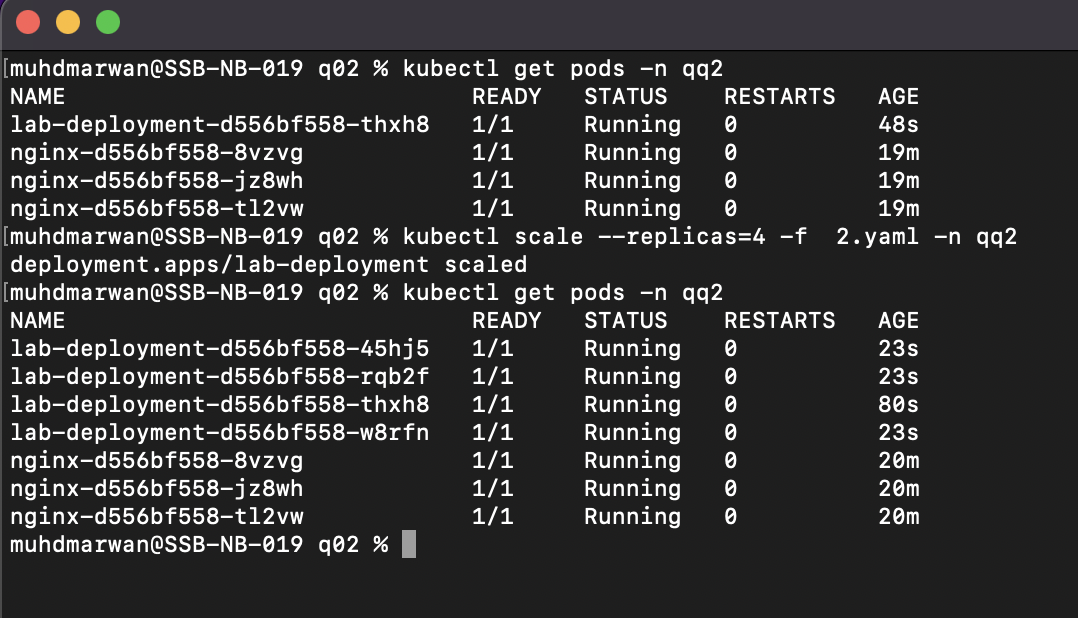 [muhdmarwan@SSB-NB-019 q02 % kubectl get pods -n qq2
NAME                             READY   STATUS    RESTARTS   AGE
lab-deployment-d556bf558-thxh8   1/1     Running   0          48s
nginx-d556bf558-8vzvg            1/1     Running   0          19m
nginx-d556bf558-jz8wh            1/1     Running   0          19m
nginx-d556bf558-tl2vw            1/1     Running   0          19m
[muhdmarwan@SSB-NB-019 q02 % kubectl scale --replicas=4 -f  2.yaml -n qq2
deployment.apps/lab-deployment scaled
[muhdmarwan@SSB-NB-019 q02 % kubectl get pods -n qq2
NAME                             READY   STATUS    RESTARTS   AGE
lab-deployment-d556bf558-45hj5   1/1     Running   0          23s
lab-deployment-d556bf558-rqb2f   1/1     Running   0          23s
lab-deployment-d556bf558-thxh8   1/1     Running   0          80s
lab-deployment-d556bf558-w8rfn   1/1     Running   0          23s
nginx-d556bf558-8vzvg            1/1     Running   0          20m
nginx-d556bf558-jz8wh            1/1     Running   0          20m
nginx-d556bf558-tl2vw            1/1     Running   0          20m
muhdmarwan@SSB-NB-019 q02 %